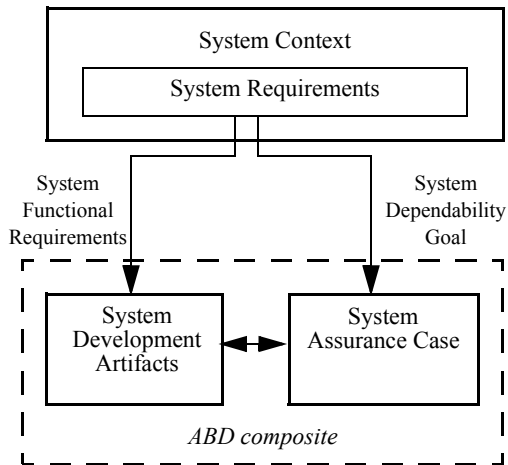 System Context
System Requirements
System
Functional
Requirements
System
Dependability
Goal
System
Development
Artifacts
System
Assurance Case
ABD composite